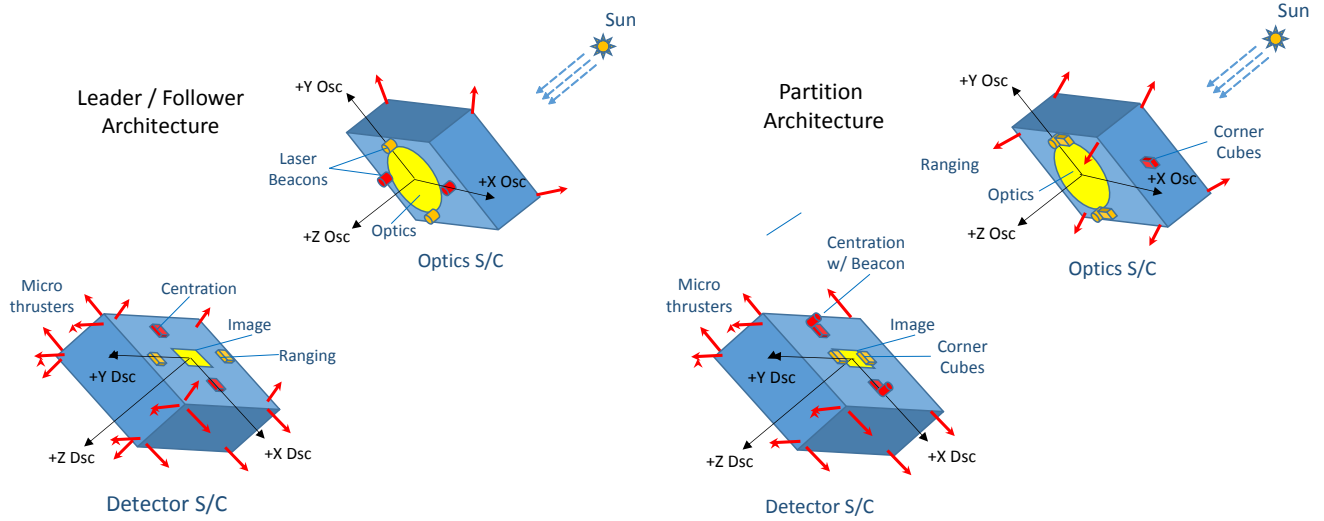 Leader / Follower
Architecture
Sun
+Y Osc
Laser
Beacons
+X Osc
Optics
+Z Osc
Optics S/C
Micro
thrusters
Centration
Image
Ranging
+Y Dsc
+Z Dsc
+X Dsc
Detector S/C
Partition
Architecture
Sun
+Y Osc
Corner
Cubes
Ranging
+X Osc
Optics
+Z Osc
Optics S/C
Centration
w/ Beacon
Micro
thrusters
Image
Corner
Cubes
+Y Dsc
+Z Dsc
+X Dsc
Detector S/C